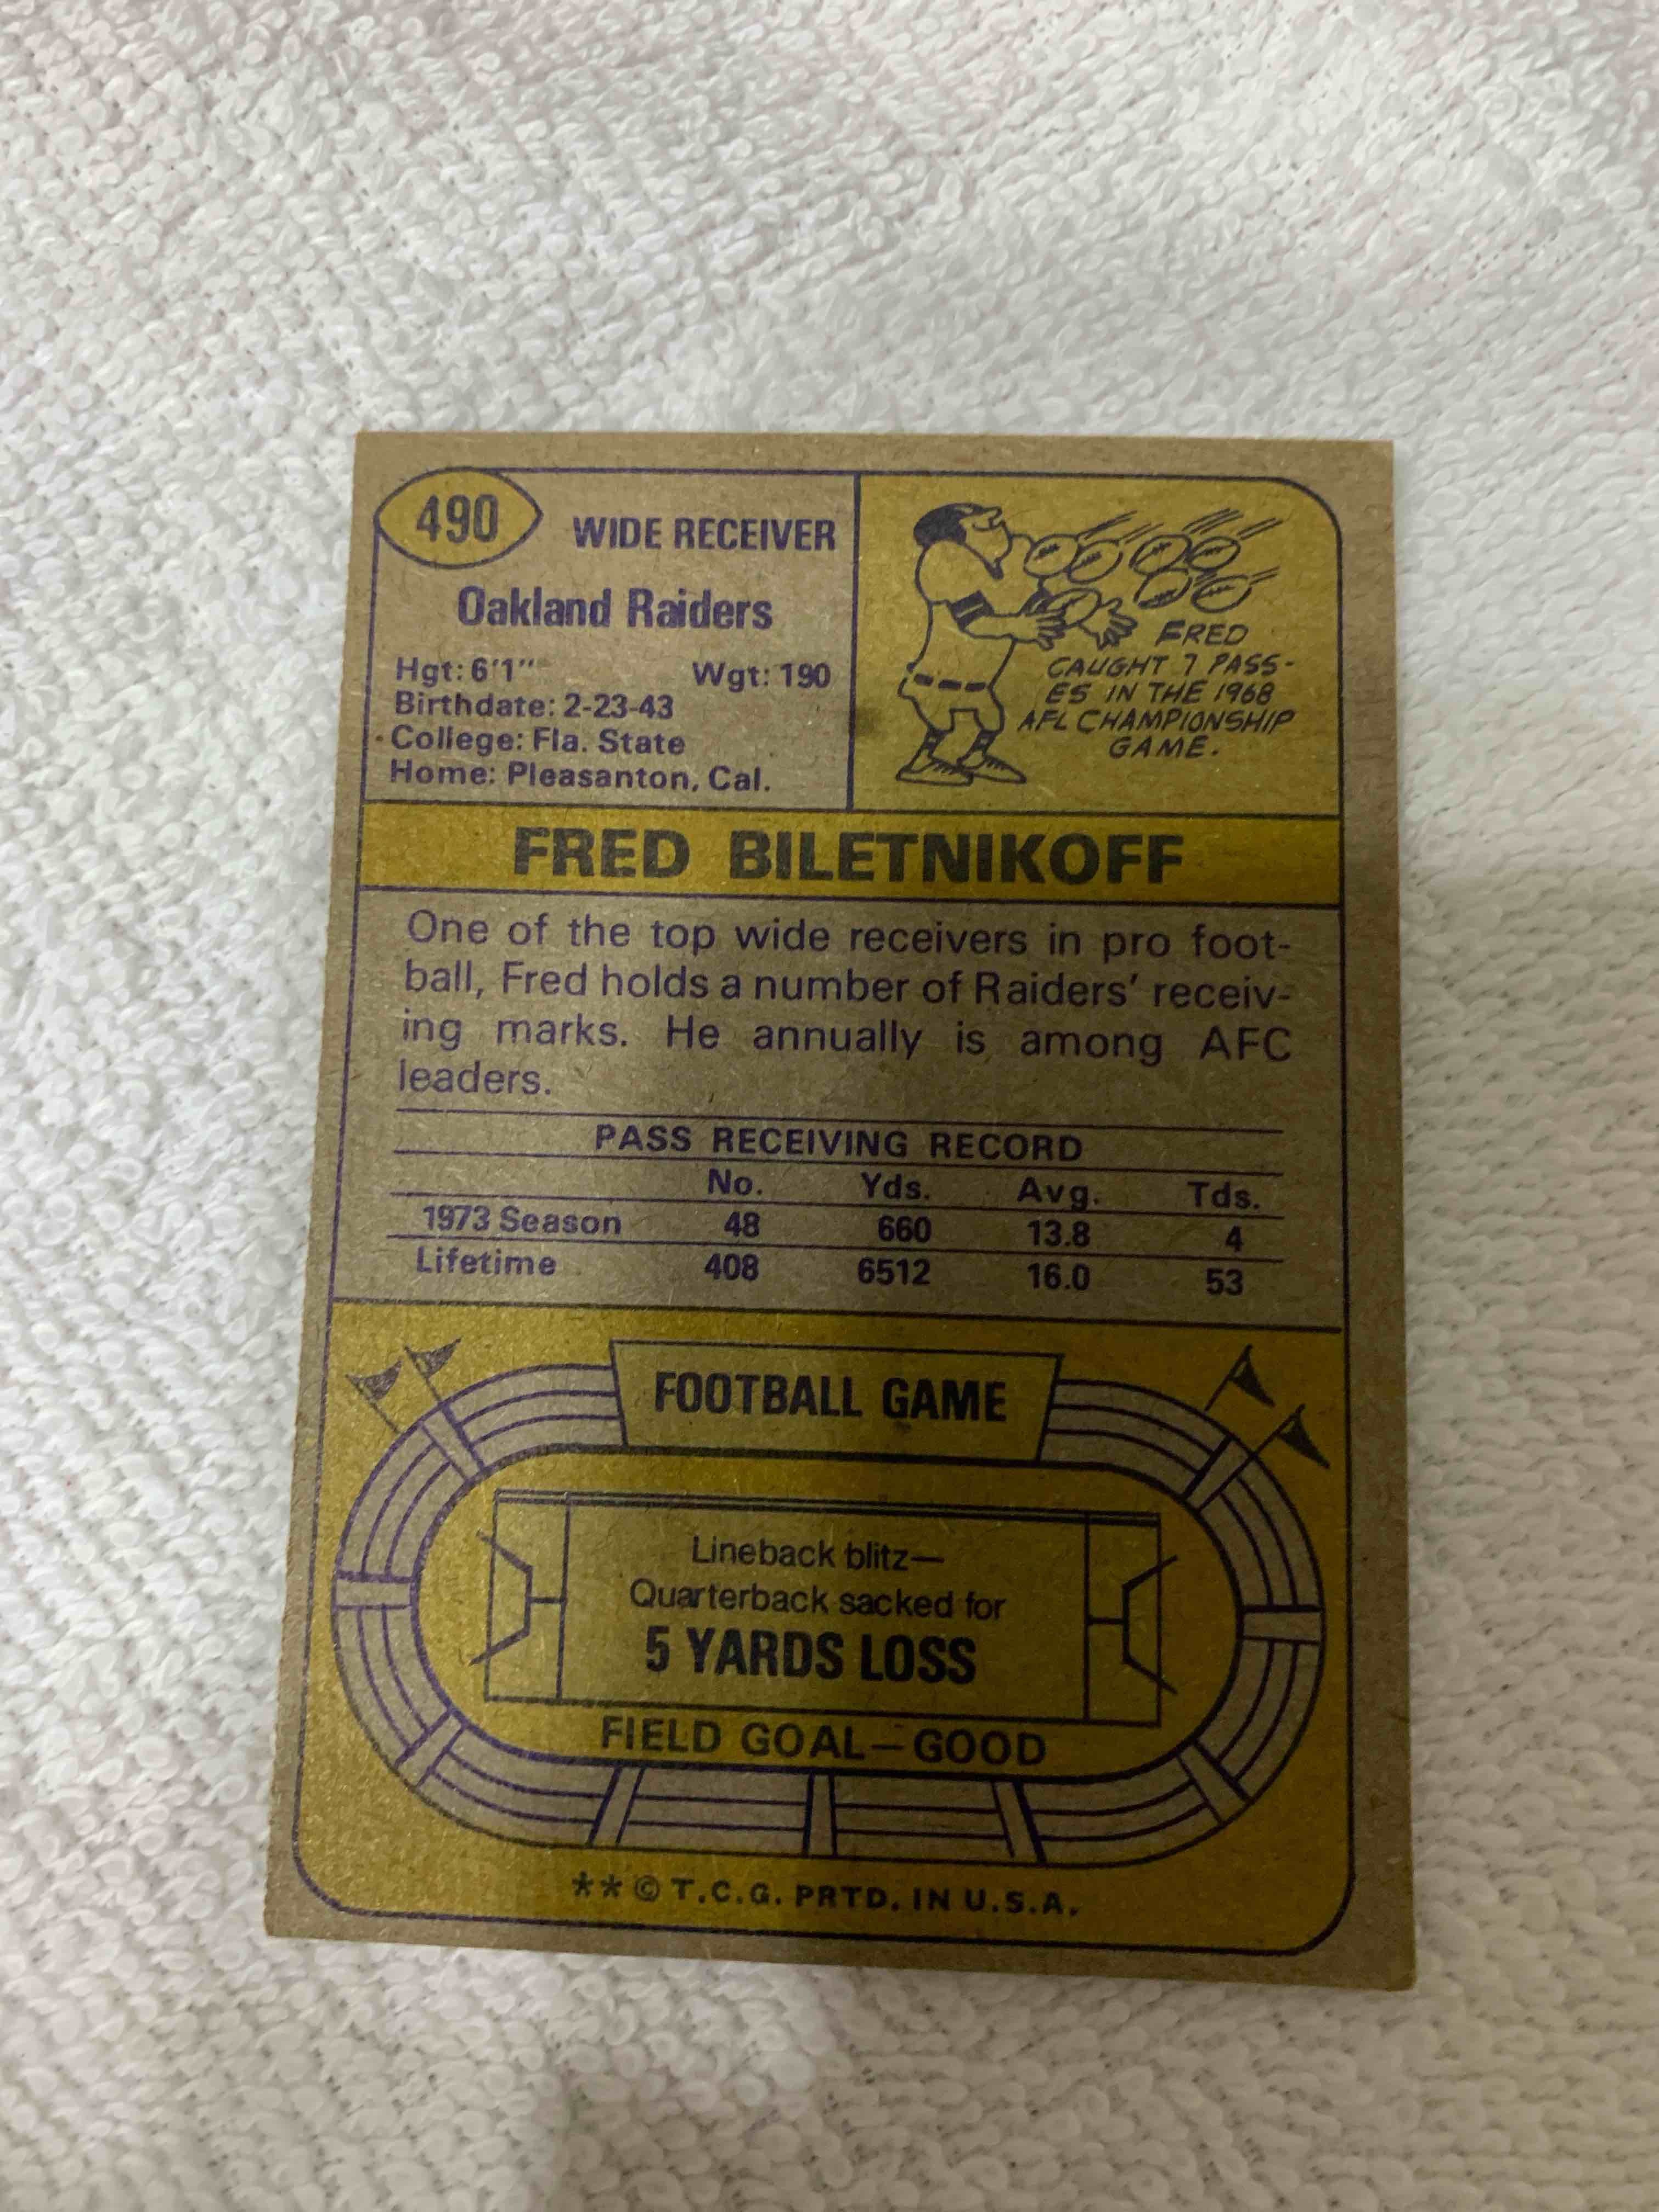 490
WIDE RECEIVER
Oakland Raiders
Hgt: 6'1" Wgt: 190
Birthdate: 2-23-43
College: Fla. State
Home: Pleasanton, Cal.
FRED
CAUGHT 7 PASS-
ES IN THE 1968
AFL CHAMPIONSHIP
GAME.
FRED BILETNIKOFF
One of the top wide receivers in pro foot-
ball, Fred holds a number of Raiders' receiv-
ing marks. He annually is among AFC
leaders.
PASS RECEIVING RECORD
No. Yds. Avg. Tds.
1973 Season 48 660 13.8 4
Lifetime 408 6512 16.0 53
FOOTBALL GAME
Lineback blitz—
Quarterback sacked for
5 YARDS LOSS
FIELD GOAL—GOOD
**© T.C.G. PRTD. IN U.S.A.